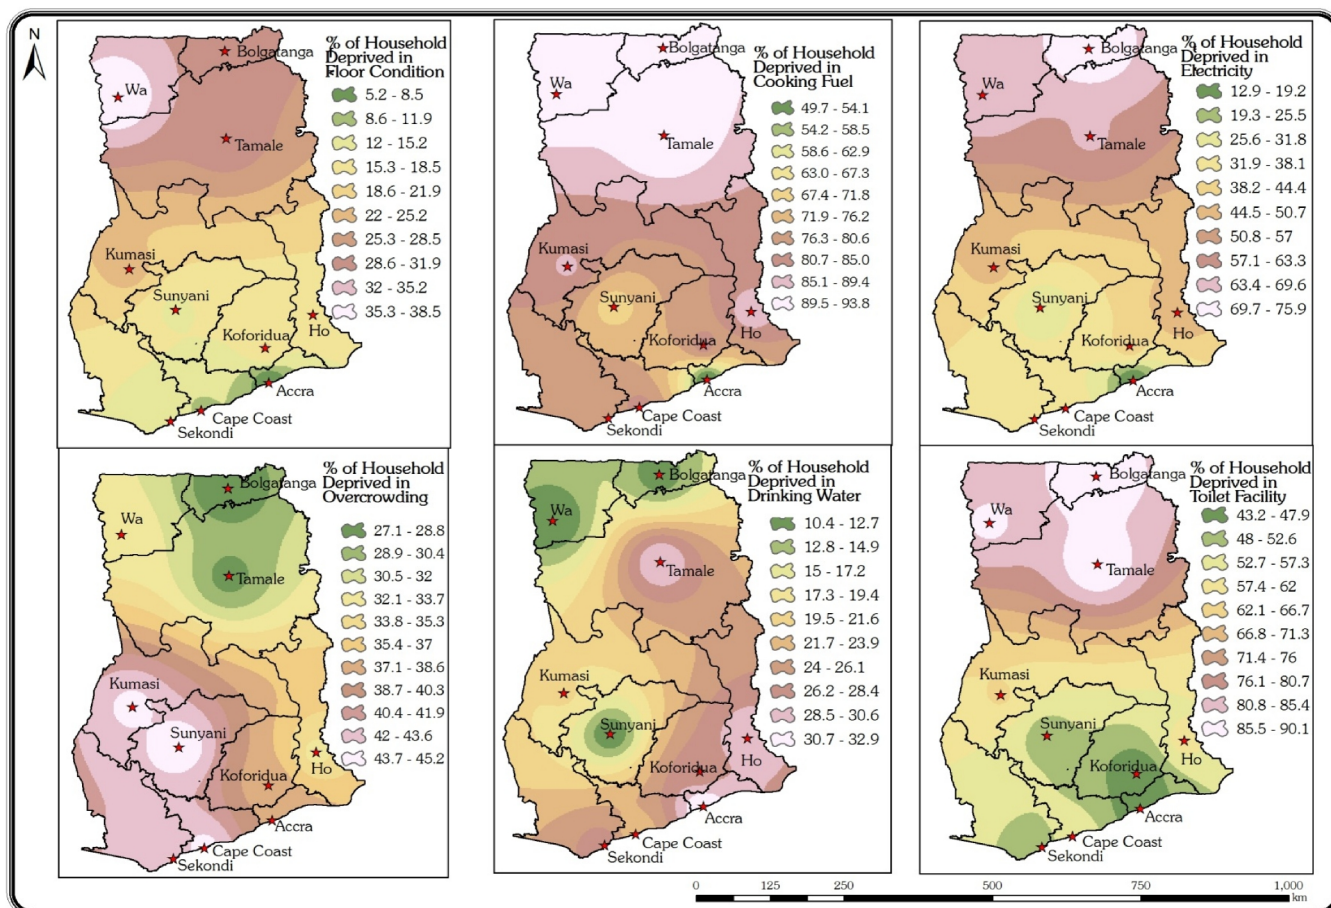 N
% of Household
Deprived in
Floor Condition
5.2 - 8.5
8.6 - 11.9
12 - 15.2
15.3 - 18.5
18.6 - 21.9
22 - 25.2
25.3 - 28.5
28.6 - 31.9
32 - 35.2
35.3 - 38.5
Bolgatanga
Wa
Tamale
Kumasi
Sunyani
Koforidua
Ho
Accra
Cape Coast
Sekondi
% of Household
Deprived in
Cooking Fuel
49.7 - 54.1
54.2 - 58.5
58.6 - 62.9
63.0 - 67.3
67.4 - 71.8
71.9 - 76.2
76.3 - 80.6
80.7 - 85.0
85.1 - 89.4
89.5 - 93.8
Bolgatanga
Wa
Tamale
Kumasi
Sunyani
Koforidua
Ho
Accra
Cape Coast
Sekondi
% of Household
Deprived in
Electricity
12.9 - 19.2
19.3 - 25.5
25.6 - 31.8
31.9 - 38.1
38.2 - 44.4
44.5 - 50.7
50.8 - 57
57.1 - 63.3
63.4 - 69.6
69.7 - 75.9
Bolgatanga
Wa
Tamale
Kumasi
Sunyani
Koforidua
Ho
Accra
Cape Coast
Sekondi
% of Household
Deprived in
Overcrowding
27.1 - 28.8
28.9 - 30.4
30.5 - 32
32.1 - 33.7
33.8 - 35.3
35.4 - 37
37.1 - 38.6
38.7 - 40.3
40.4 - 41.9
42 - 43.6
43.7 - 45.2
Bolgatanga
Wa
Tamale
Kumasi
Sunyani
Koforidua
Ho
Accra
Cape Coast
Sekondi
% of Household
Deprived in
Drinking Water
10.4 - 12.7
12.8 - 14.9
15 - 17.2
17.3 - 19.4
19.5 - 21.6
21.7 - 23.9
24 - 26.1
26.2 - 28.4
28.5 - 30.6
30.7 - 32.9
Bolgatanga
Wa
Tamale
Kumasi
Sunyani
Koforidua
Ho
Accra
Cape Coast
Sekondi
% of Household
Deprived in
Toilet Facility
43.2 - 47.9
48 - 52.6
52.7 - 57.3
57.4 - 62
62.1 - 66.7
66.8 - 71.3
71.4 - 76
76.1 - 80.7
80.8 - 85.4
85.5 - 90.1
Bolgatanga
Wa
Tamale
Kumasi
Sunyani
Koforidua
Ho
Accra
Cape Coast
Sekondi
0 125 250 500 750 1,000
km